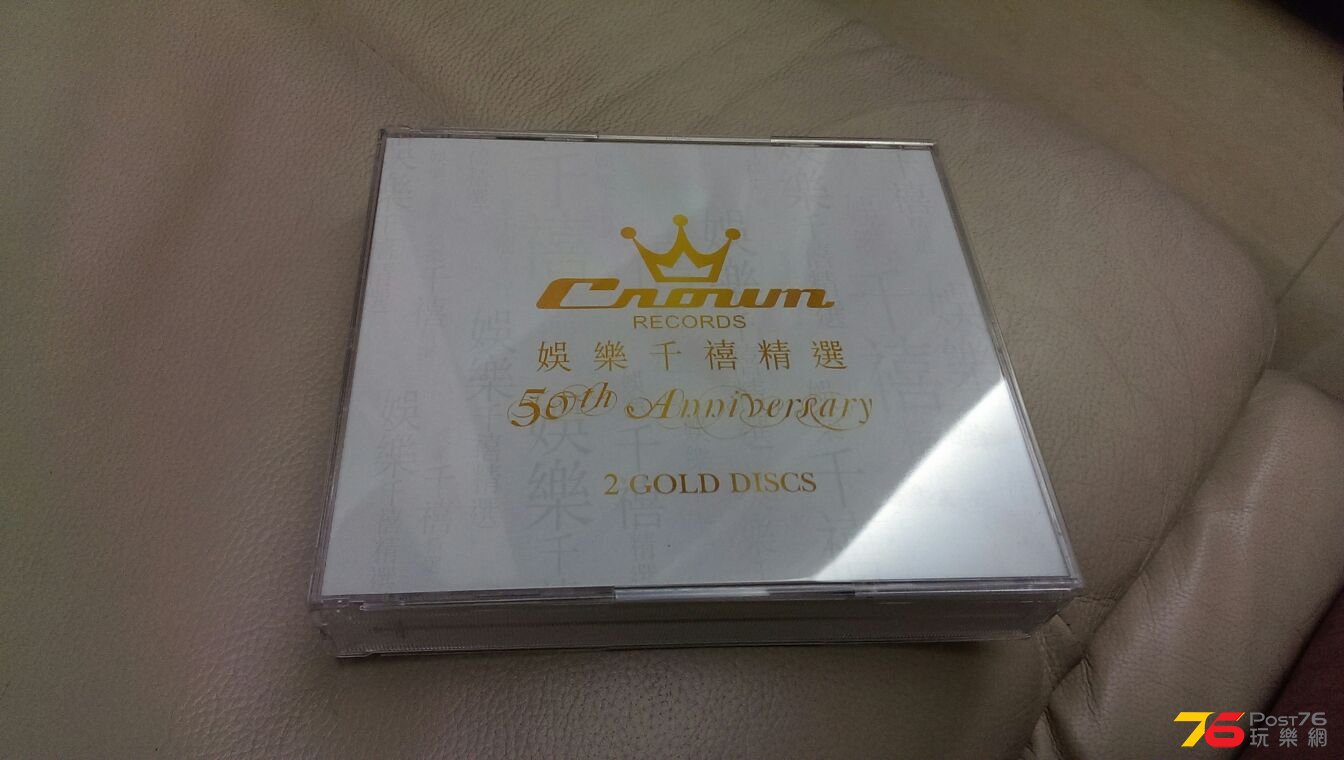 Crown
RECORDS
娛樂千禧精選
50th Anniversary
2 GOLD DISCS
76 POST76
玩樂網